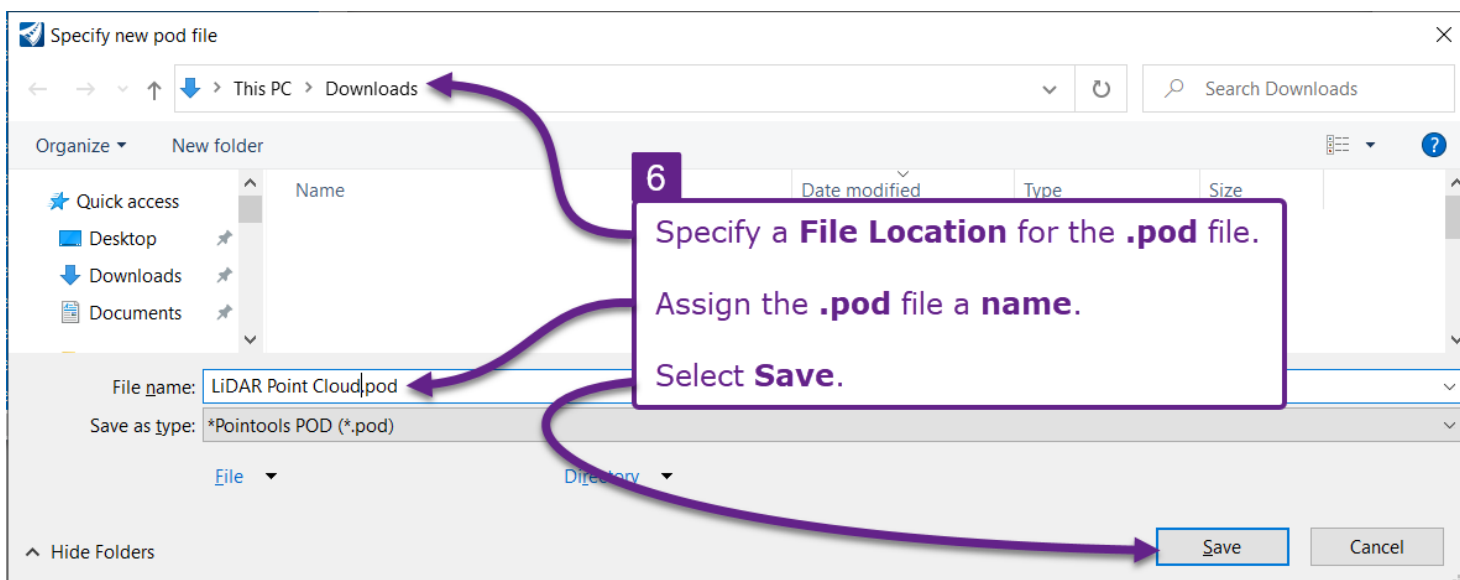 Specify new pod file
This PC > Downloads
Search Downloads
Organize
New folder
?
6
Name
Date modified
Type
Size
Quick access
Desktop
Downloads
Documents
Specify a File Location for the .pod file.
Assign the .pod file a name.
Select Save.
File name: LiDAR Point Cloud.pod
Save as type: *Pointools POD (*.pod)
File
Directory
Hide Folders
Save
Cancel